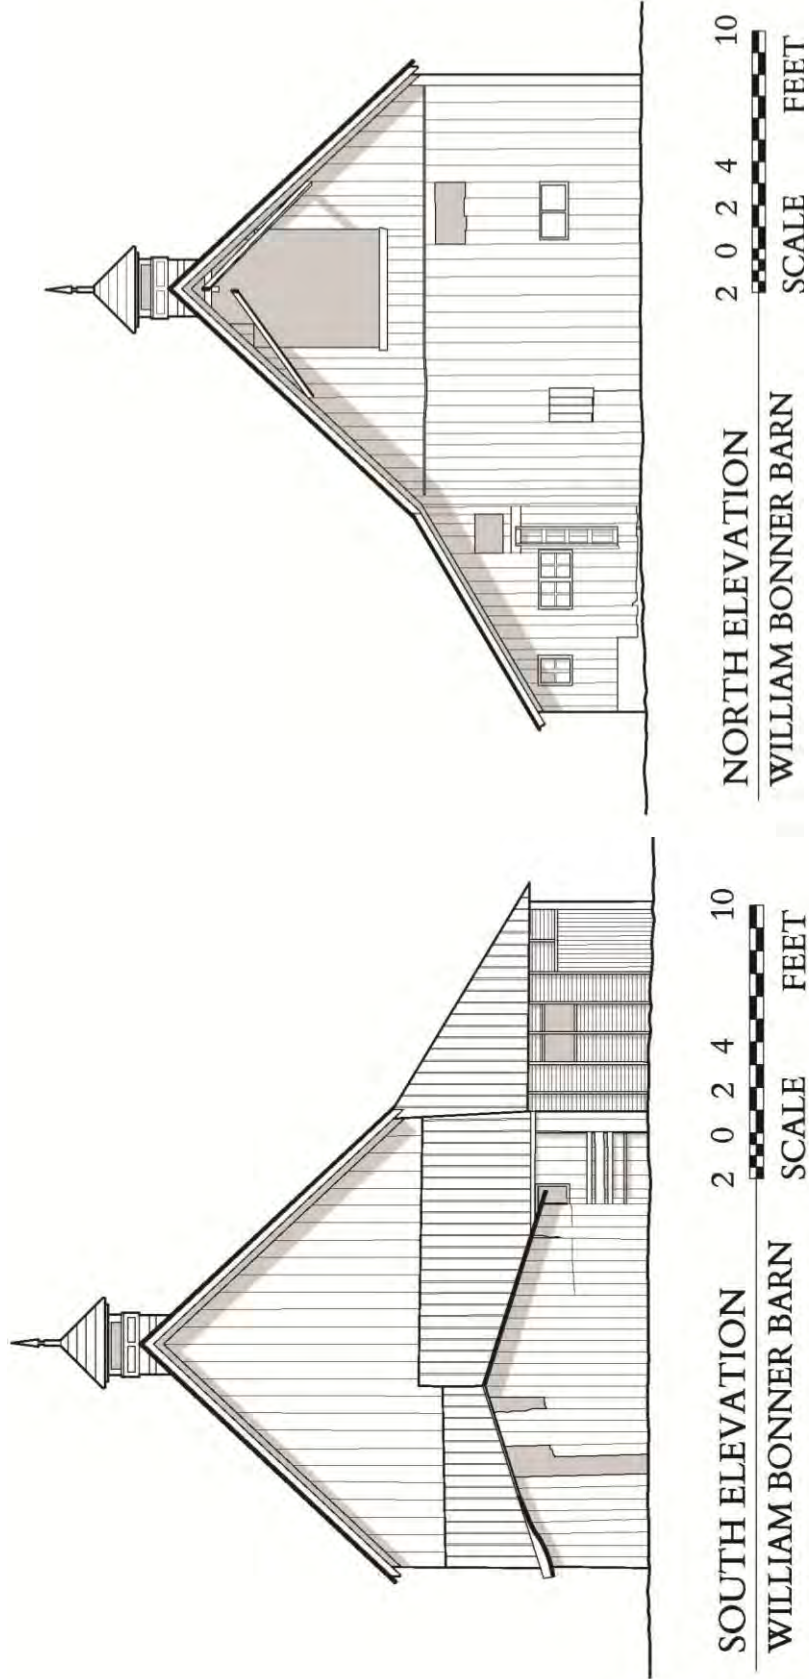 NORTH ELEVATION
WILLIAM BONNER BARN
2 0 2 4 10
SCALE FEET
SOUTH ELEVATION
WILLIAM BONNER BARN
2 0 2 4 10
SCALE FEET